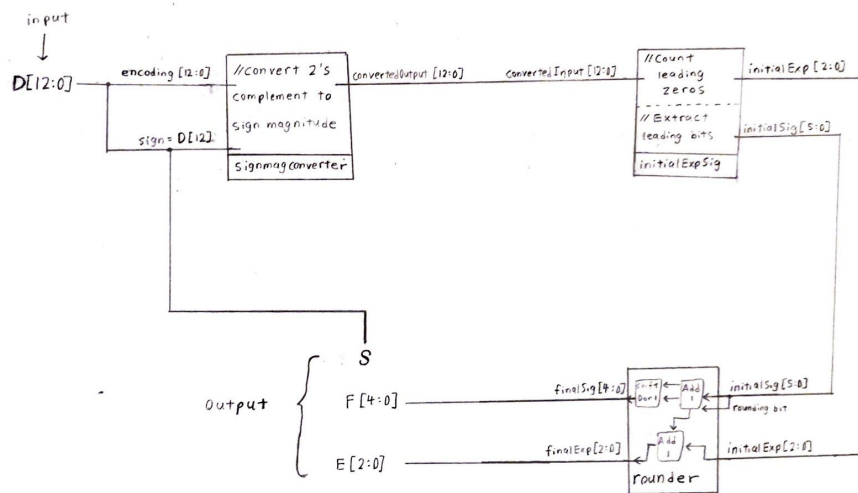 input
D[12:0]
encoding [12:0]
sign = D[12]
//Convert 2's
complement to
sign magnitude
signmagconverter
convertedOutput [12:0]
convertedInput [12:0]
//Count
leading
zeros
// Extract
leading bits
initialExpSig
initialExp [2:0]
initialSig [5:0]
S
Output
F[4:0]
E[2:0]
finalSig[4:0]
finalExp[2:0]
Shift
Add
1
Add
1
rounder
initialSig[5:0]
rounding bit
initialExp[2:0]